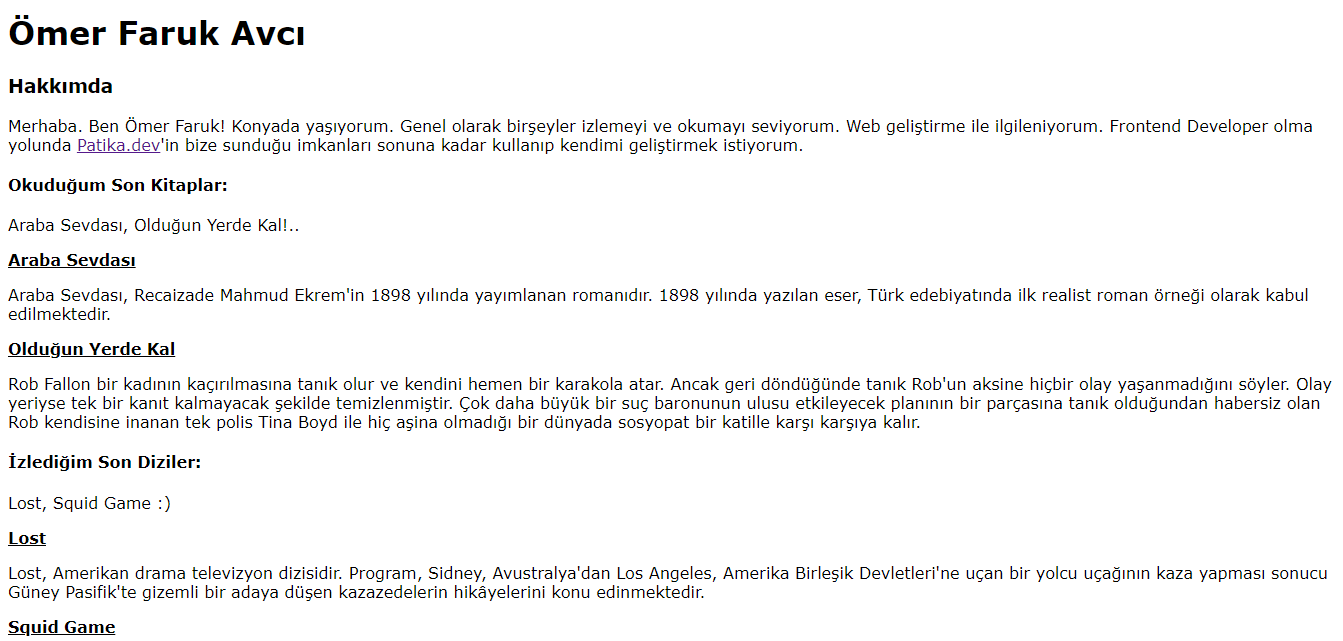 Ömer Faruk Avcı
Hakkımda
Merhaba. Ben Ömer Faruk! Konyada yaşıyorum. Genel olarak birşeyler izlemeyi ve okumayı seviyorum. Web geliştirme ile ilgileniyorum. Frontend Developer olma
yolunda Patika.dev'in bize sunduğu imkanları sonuna kadar kullanıp kendimi geliştirmek istiyorum.
Okuduğum Son Kitaplar:
Araba Sevdası, Olduğun Yerde Kal!..
Araba Sevdası
Araba Sevdası, Recaizade Mahmud Ekrem'in 1898 yılında yayımlanan romanıdır. 1898 yılında yazılan eser, Türk edebiyatında ilk realist roman örneği olarak kabul
edilmektedir.
Olduğun Yerde Kal
Rob Fallon bir kadının kaçırılmasına tanık olur ve kendini hemen bir karakola atar. Ancak geri döndüğünde tanık Rob'un aksine hiçbir olay yaşanmadığını söyler. Olay
yeriyse tek bir kanıt kalmayacak şekilde temizlenmiştir. Çok daha büyük bir suç baronunun ulusu etkileyecek planının bir parçasına tanık olduğundan habersiz olan
Rob kendisine inanan tek polis Tina Boyd ile hiç aşina olmadığı bir dünyada sosyopat bir katille karşı karşıya kalır.
İzlediğim Son Diziler:
Lost, Squid Game :)
Lost
Lost, Amerikan drama televizyon dizisidir. Program, Sidney, Avustralya'dan Los Angeles, Amerika Birleşik Devletleri'ne uçan bir yolcu uçağının kaza yapması sonucu
Güney Pasifik'te gizemli bir adaya düşen kazazedelerin hikâyelerini konu edinmektedir.
Squid Game